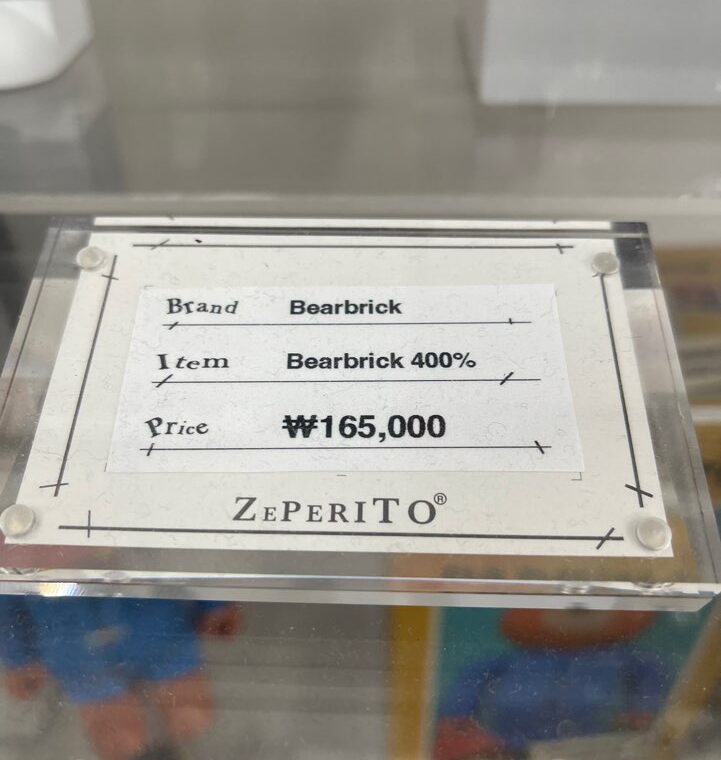 Brand Bearbrick
Item Bearbrick 400%
Price ₩165,000
ZEPERITO®